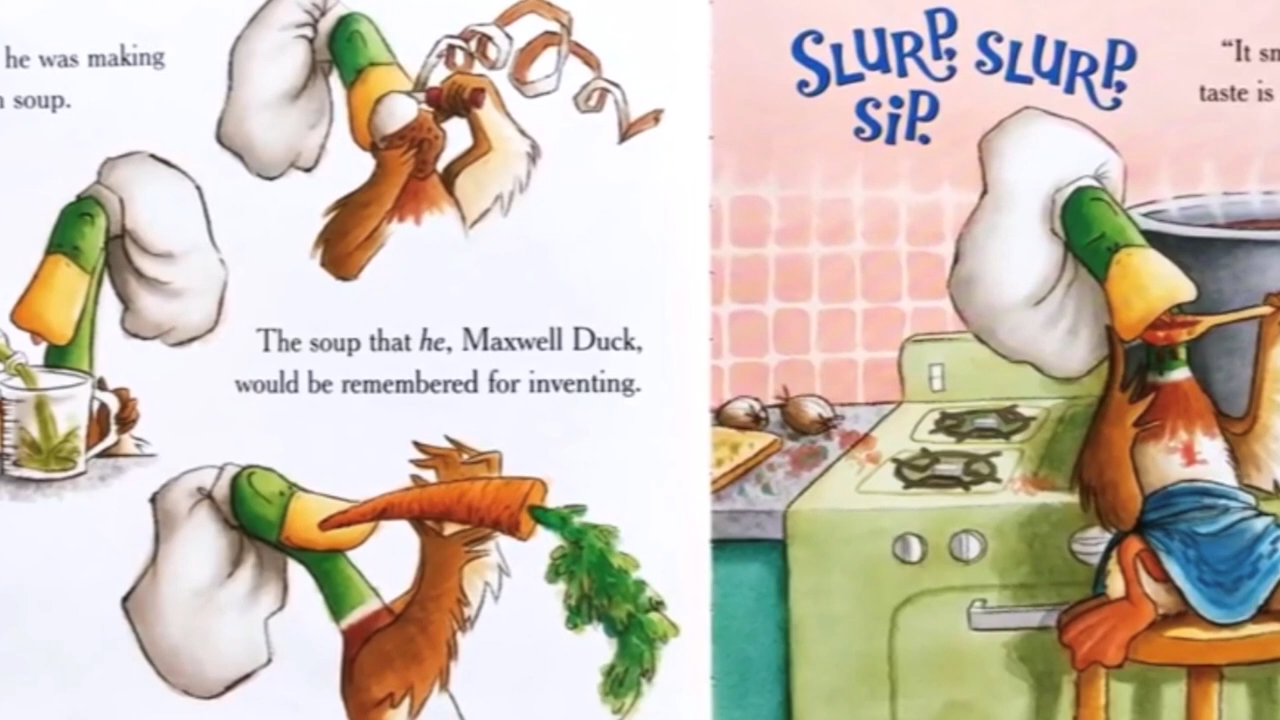 he was making
soup.
The soup that he, Maxwell Duck,
would be remembered for inventing.
SLURP, SLURP,
SIP.
“It
taste is